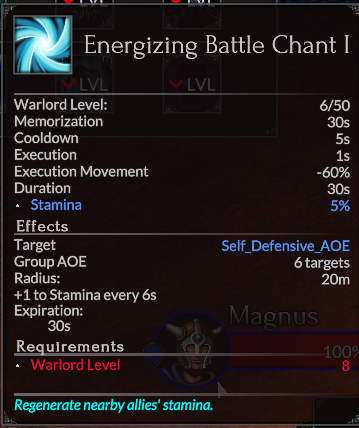 Energizing Battle Chant I
LVL LVL
Warlord Level: 6/50
Memorization 30s
Cooldown 5s
Execution 1s
Execution Movement -60%
Duration 30s
• Stamina 5%
Effects
Target Self_Defensive_AOE
Group AOE 6 targets
Radius: 20m
+1 to Stamina every 6s
Expiration:
30s
Magnus
Requirements
100%
• Warlord Level 8
Regenerate nearby allies' stamina.